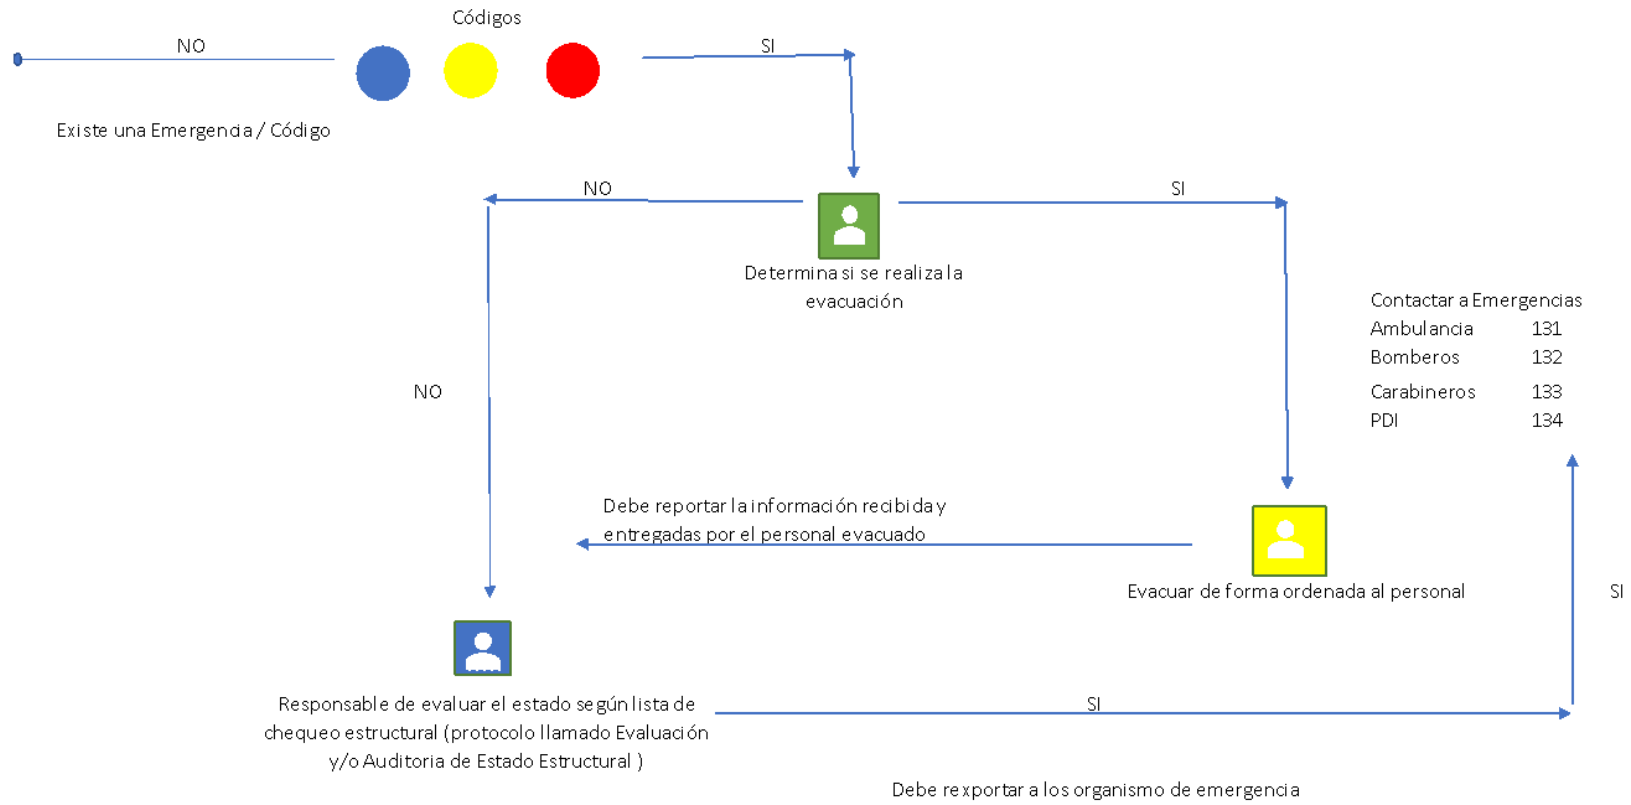 Códigos
NO
SI
Existe una Emergencia / Código
NO
SI
Determina si se realiza la
evacuación
Contactar a Emergencias
Ambulancia 131
Bomberos 132
Carabineros 133
PDI 134
NO
Debe reportar la información recibida y
entregadas por el personal evacuado
Evacuar de forma ordenada al personal
SI
Responsable de evaluar el estado según lista de
chequeo estructural (protocolo llamado Evaluación
y/o Auditoria de Estado Estructural )
SI
Debe rexportar a los organismo de emergencia